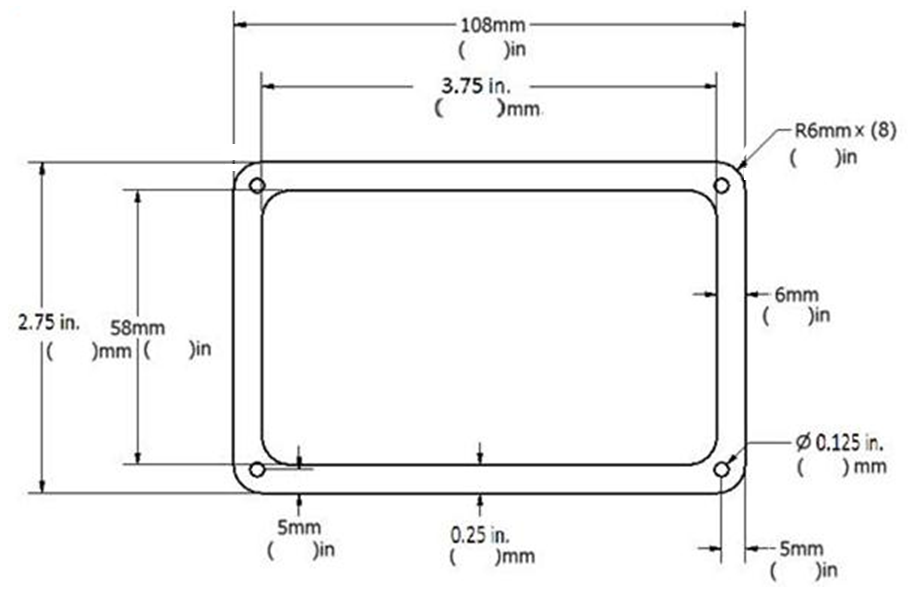 108mm
(    )in
3.75 in.
(    )mm
R6mm x (8)
(    )in
6mm
(    )in
2.75 in.
(    )mm
58mm
(    )in
Ø 0.125 in.
(    ) mm
5mm
(    )in
0.25 in.
(    )mm
5mm
(    )in